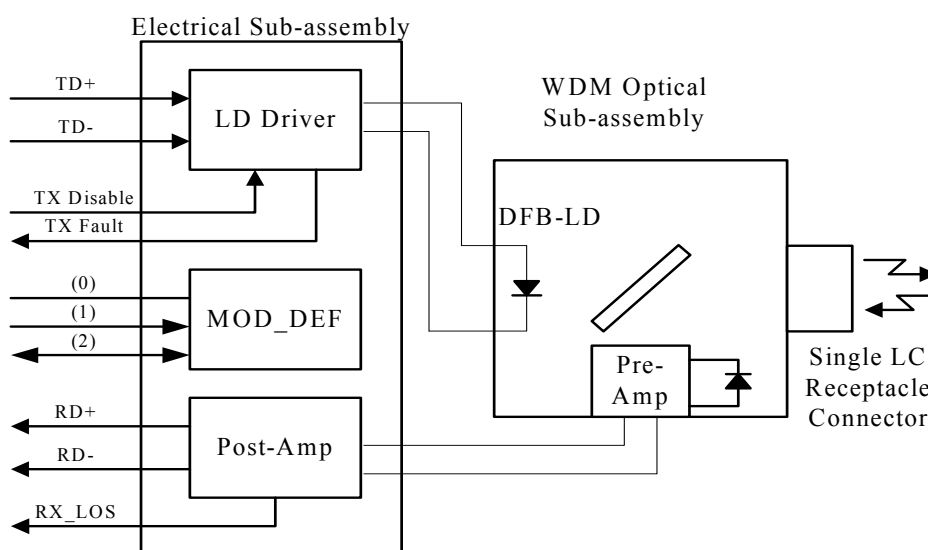 Electrical Sub-assembly
TD+
TD-
LD Driver
TX Disable
TX Fault
(0)
(1)
(2)
MOD_DEF
RD+
RD-
Post-Amp
RX_LOS
WDM Optical
Sub-assembly
DFB-LD
Pre-
Amp
Single LC
Receptacle
Connector